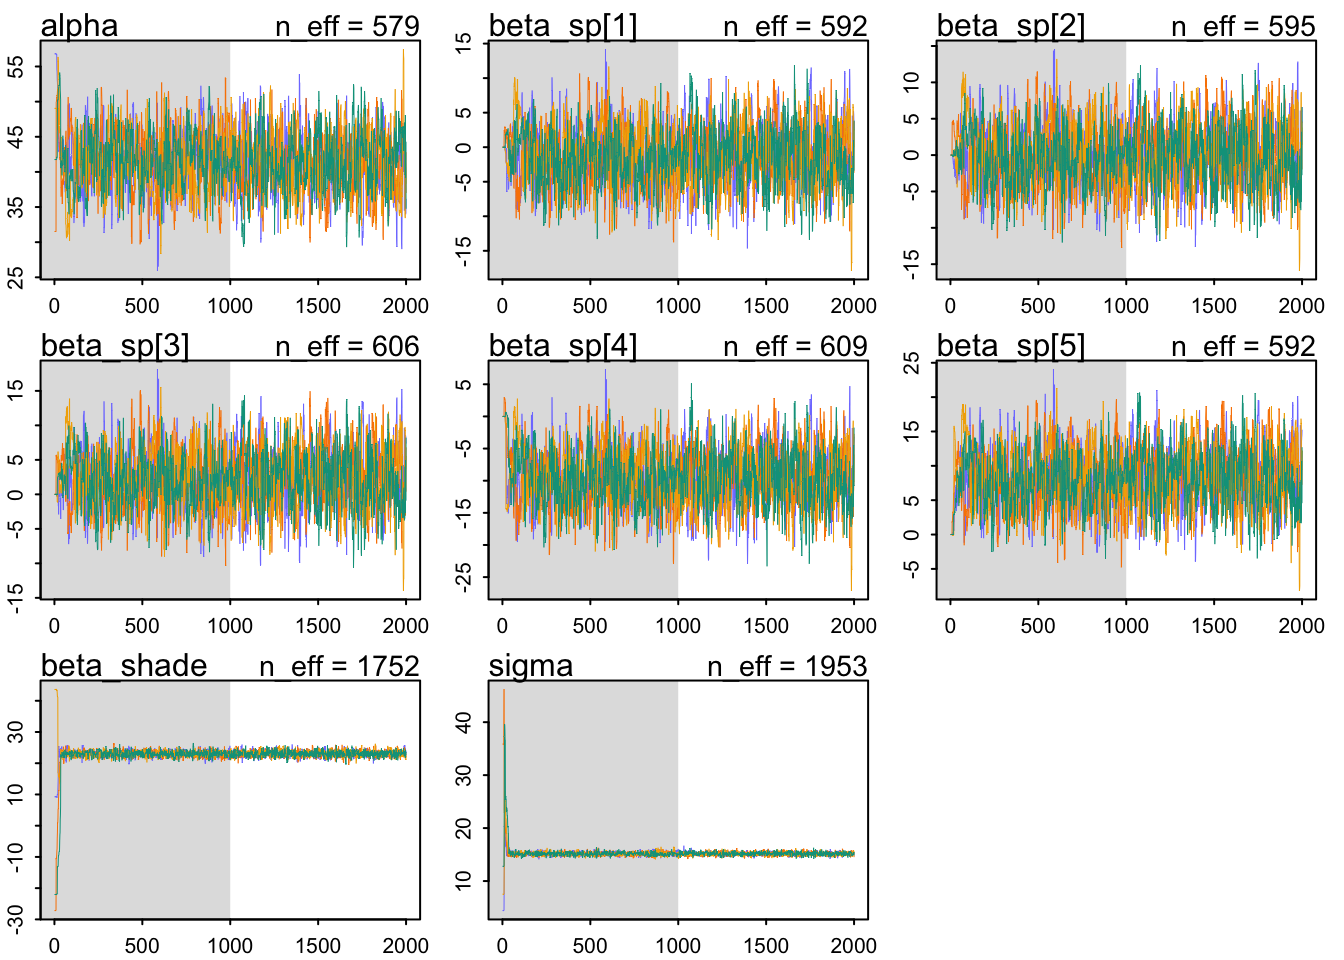 alpha n_eff = 579
beta_sp[1] n_eff = 592
beta_sp[2] n_eff = 595
55
45
35
25
15
5
0
-5
-15
10
5
0
-5
-15
0 500 1000 1500 2000
0 500 1000 1500 2000
0 500 1000 1500 2000
beta_sp[3] n_eff = 606
beta_sp[4] n_eff = 609
beta_sp[5] n_eff = 592
15
5
0
-5
-15
5
-5
-15
-25
25
15
5
0
-5
0 500 1000 1500 2000
0 500 1000 1500 2000
0 500 1000 1500 2000
beta_shade n_eff = 1752
sigma n_eff = 1953
30
10
-10
-30
40
30
20
10
0 500 1000 1500 2000
0 500 1000 1500 2000